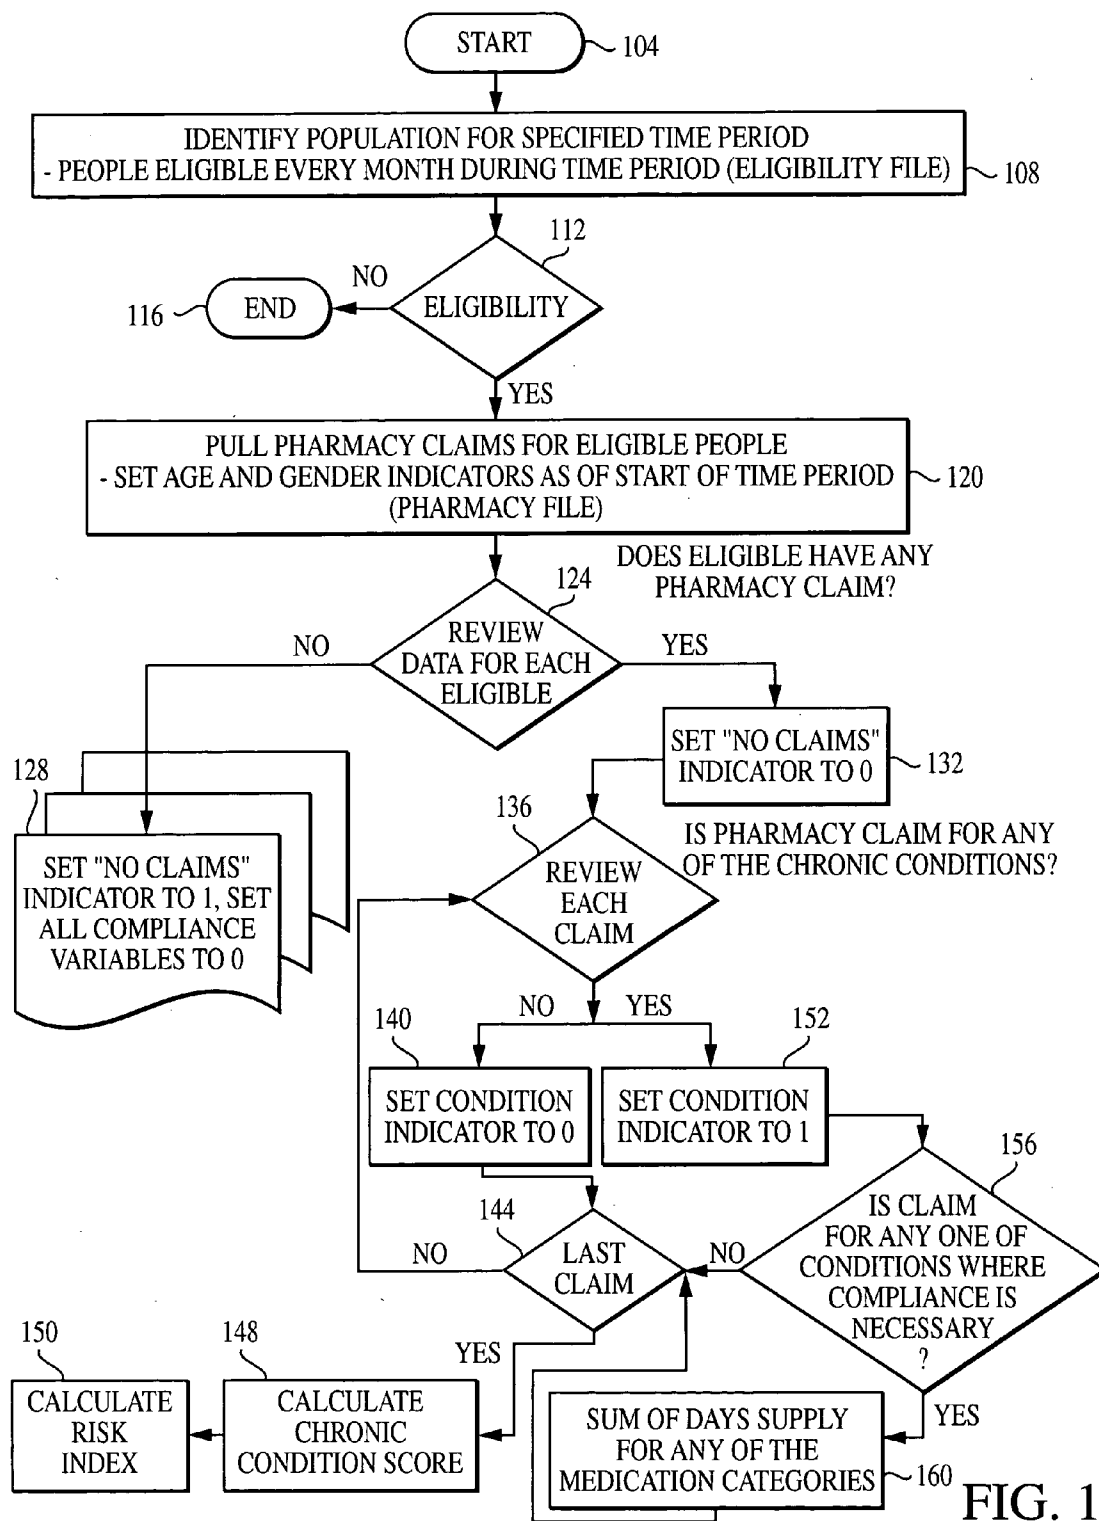 START
104
IDENTIFY POPULATION FOR SPECIFIED TIME PERIOD
- PEOPLE ELIGIBLE EVERY MONTH DURING TIME PERIOD (ELIGIBILITY FILE)
108
112
NO
ELIGIBILITY
END
116
YES
PULL PHARMACY CLAIMS FOR ELIGIBLE PEOPLE
- SET AGE AND GENDER INDICATORS AS OF START OF TIME PERIOD
(PHARMACY FILE)
120
DOES ELIGIBLE HAVE ANY
PHARMACY CLAIM?
124
NO
REVIEW
DATA FOR EACH
ELIGIBLE
YES
SET "NO CLAIMS"
INDICATOR TO 0
132
128
SET "NO CLAIMS"
INDICATOR TO 1, SET
ALL COMPLIANCE
VARIABLES TO 0
136
IS PHARMACY CLAIM FOR ANY
OF THE CHRONIC CONDITIONS?
REVIEW
EACH
CLAIM
NO
YES
140
152
SET CONDITION
INDICATOR TO 0
SET CONDITION
INDICATOR TO 1
156
IS CLAIM
FOR ANY ONE OF
CONDITIONS WHERE
COMPLIANCE IS
NECESSARY
?
144
NO
LAST
CLAIM
NO
YES
150
148
CALCULATE
RISK
INDEX
CALCULATE
CHRONIC
CONDITION SCORE
YES
SUM OF DAYS SUPPLY
FOR ANY OF THE
MEDICATION CATEGORIES
160
FIG. 1